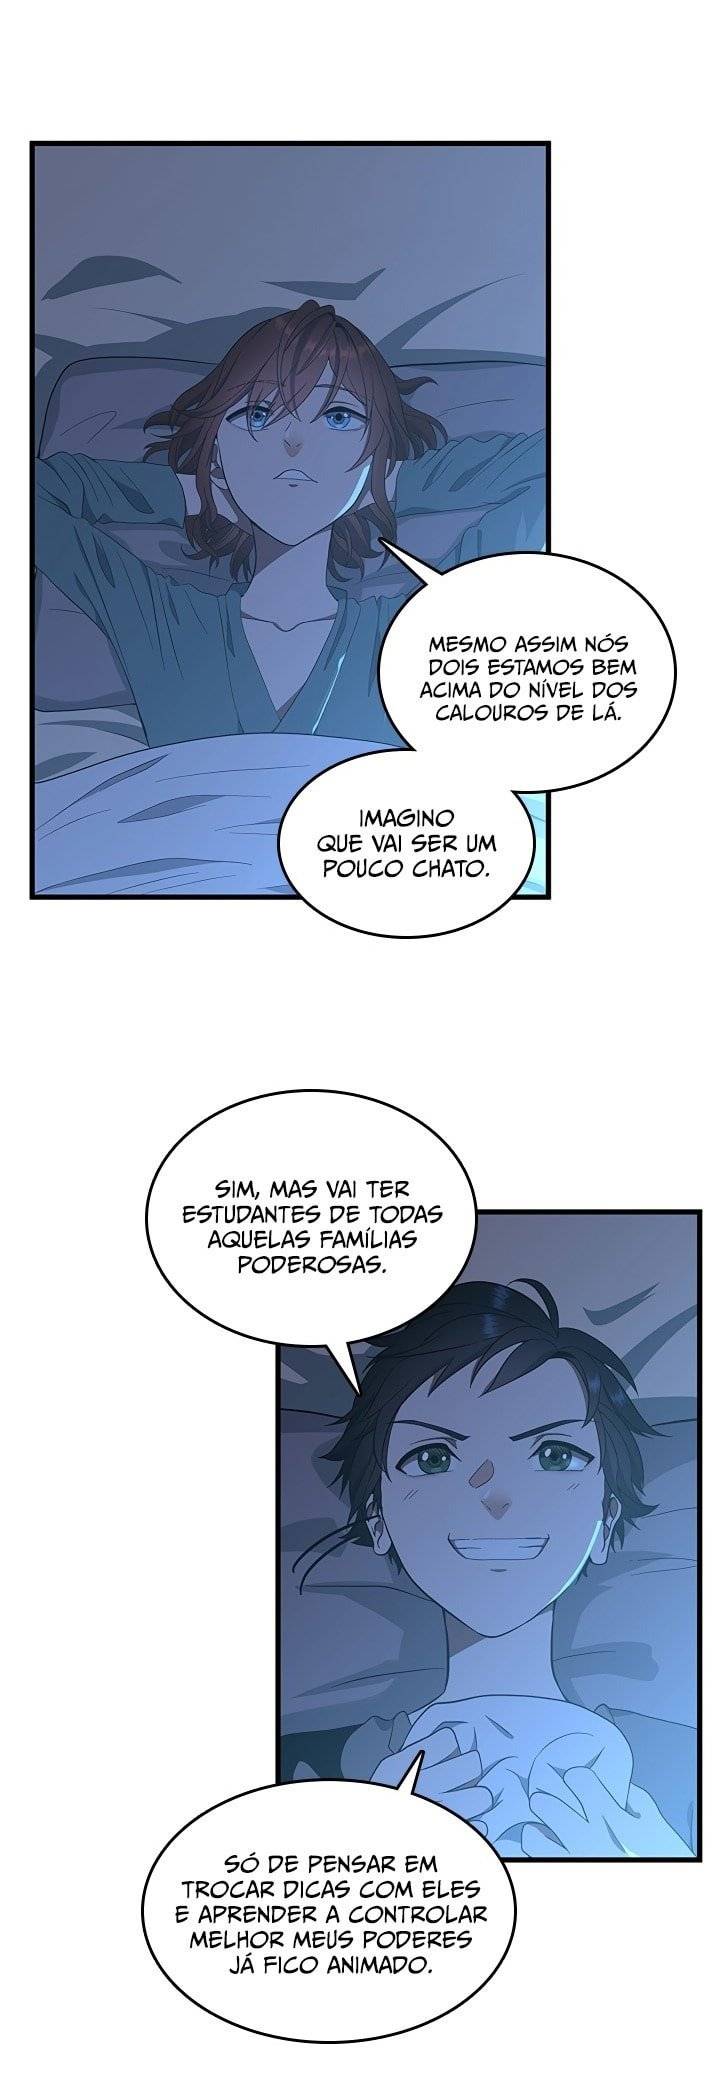 MESMO ASSIM NÓS
DOIS ESTAMOS BEM
ACIMA DO NÍVEL DOS
CALOUROS DE LÁ.
IMAGINO
QUE VAI SER UM
POUCO CHATO.
SIM, MAS VAI TER
ESTUDANTES DE TODAS
AQUELAS FAMÍLIAS
PODEROSAS.
SÓ DE PENSAR EM
TROCAR DICAS COM ELES
E APRENDER A CONTROLAR
MELHOR MEUS PODERES
JÁ FICO ANIMADO.